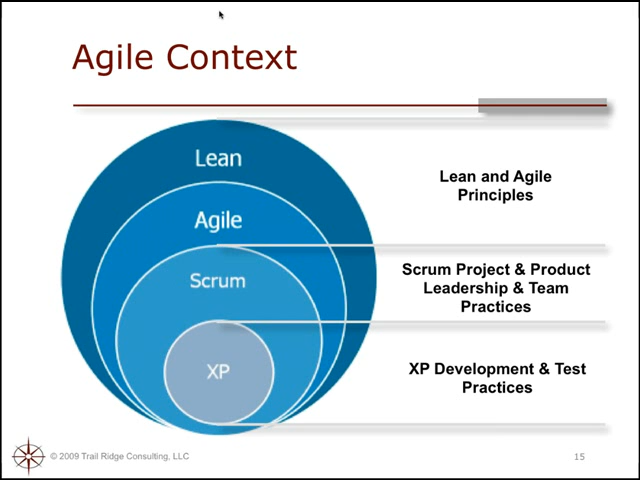 Agile Context
Lean
Agile
Scrum
XP
Lean and Agile
Principles
Scrum Project & Product
Leadership & Team
Practices
XP Development & Test
Practices
© 2009 Trail Ridge Consulting, LLC
15